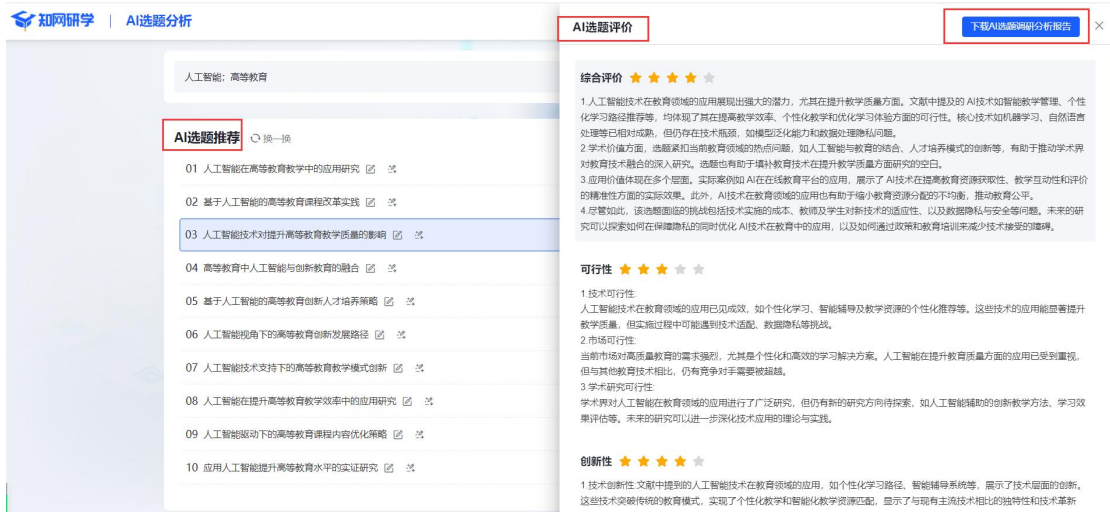 知网研学 | AI选题分析
人工智能；高等教育
AI选题推荐 换一换
01 人工智能在高等教育教学中的应用研究
02 基于人工智能的高等教育课程改革实践
03 人工智能技术对提升高等教育教学质量的影响
04 高等教育中人工智能与创新教育的融合
05 基于人工智能的高等教育创新人才培养策略
06 人工智能视角下的高等教育创新发展路径
07 人工智能技术支持下的高等教育教学模式创新
08 人工智能在提升高等教育教学效率中的应用研究
09 人工智能驱动下的高等教育课程内容优化策略
10 应用人工智能提升高等教育水平的实证研究
AI选题评价
下载AI选题调研分析报告
综合评价
1.人工智能技术在教育领域的应用展现出强大的潜力，尤其在提升教学质量方面。文献中提及的 AI技术如智能教学管理、个性
化学习路径推荐等，均体现了其在提高教学效率、个性化教学和优化学习体验方面的可行性。核心技术如机器学习、自然语言
处理等已相对成熟，但仍存在技术瓶颈，如模型泛化能力和数据处理隐私问题。
2.学术价值方面，选题紧扣当前教育领域的热点问题，如人工智能与教育的结合、人才培养模式的创新等，有助于推动学术界
对教育技术融合的深入研究。选题也有助于填补教育技术在提升教学质量方面研究的空白。
3.应用价值体现在多个层面。实际案例如 AI在在线教育平台的应用，展示了 AI技术在提高教育资源获取性、教学互动性和评价
的精准性方面的实际效果。此外，AI技术在教育领域的应用也有助于缩小教育资源分配的不均衡，推动教育公平。
4.尽管如此，该选题面临的挑战包括技术实施的成本、教师及学生对新技术的适应性、以及数据隐私与安全等问题。未来的研
究可以探索如何在保障隐私的同时优化 AI技术在教育中的应用，以及如何通过政策和教育培训来减少技术接受的障碍。
可行性
1.技术可行性:
人工智能技术在教育领域的应用已见成效，如个性化学习、智能辅导及教学资源的个性化推荐等。这些技术的应用能显著提升
教学质量，但实施过程中可能遇到技术适配、数据隐私等挑战。
2.市场可行性:
当前市场对高质量教育的需求强烈，尤其是个性化和高效的学习解决方案。人工智能在提升教育质量方面的应用已受到重视，
但与其他教育技术相比，仍有竞争对手需要被超越。
3.学术研究可行性:
学术界对人工智能在教育领域的应用进行了广泛研究，但仍有新的研究方向待探索，如人工智能辅助的创新教学方法、学习效
果评估等。未来的研究可以进一步深化技术应用的理论与实践。
创新性
1.技术创新性:文献中提到的人工智能技术在教育领域的应用，如个性化学习路径、智能辅导系统等，展示了技术层面的创新。
这些技术突破传统的教育模式，实现了个性化教学和智能化教学资源匹配，显示了与现有主流技术相比的独特性和技术革新